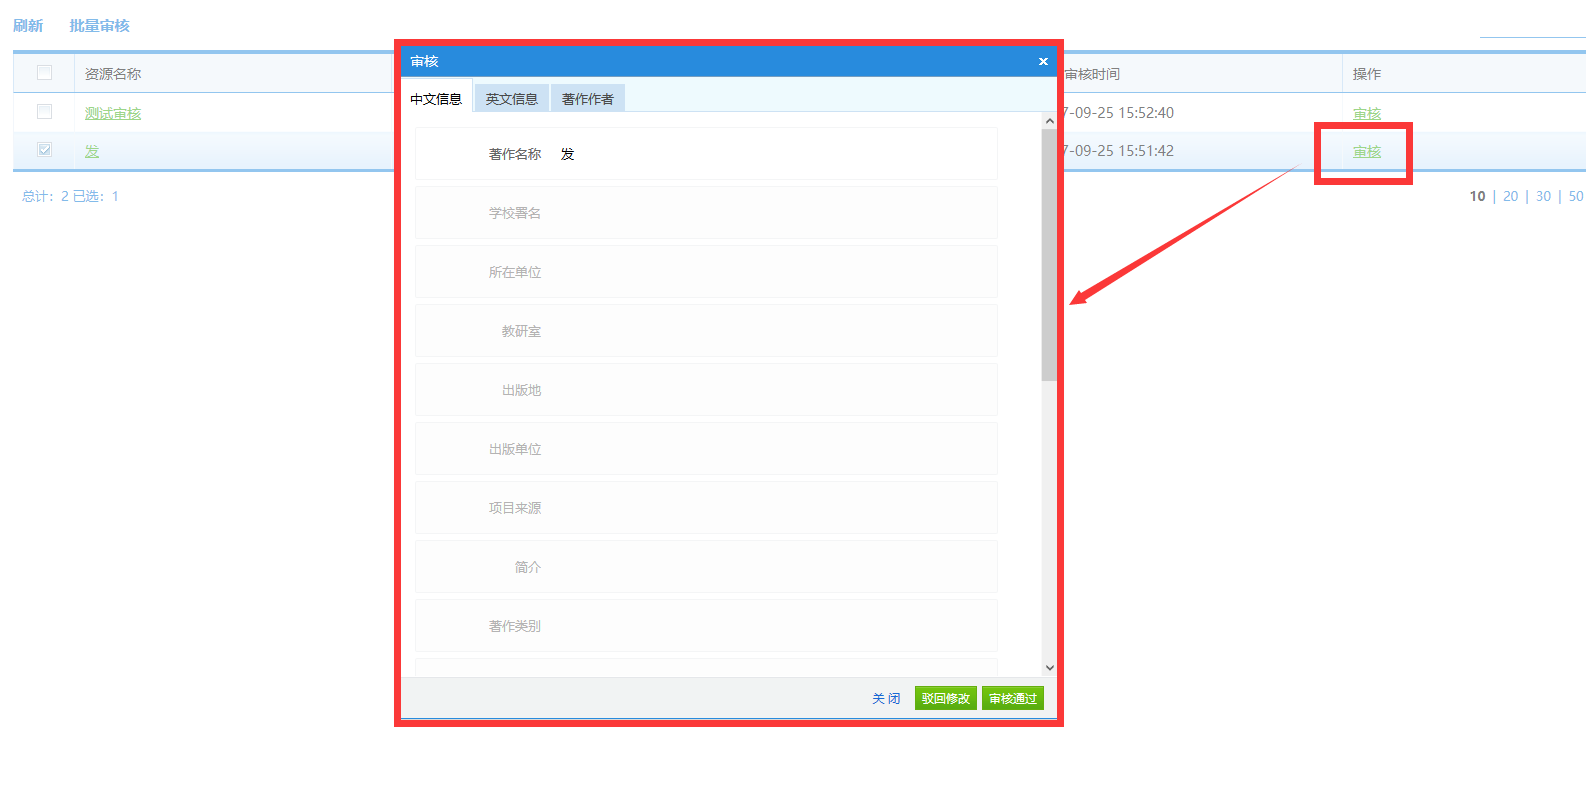 刷新 批量审核
审核
资源名称
审核时间 操作
中文信息 英文信息 著作作者
测试审核
7-09-25 15:52:40 审核
发
7-09-25 15:51:42 审核
著作名称 发
总计：2 已选：1
10 | 20 | 30 | 50
学校署名
所在单位
教研室
出版地
出版单位
项目来源
简介
著作类别
关 闭 驳回修改 审核通过